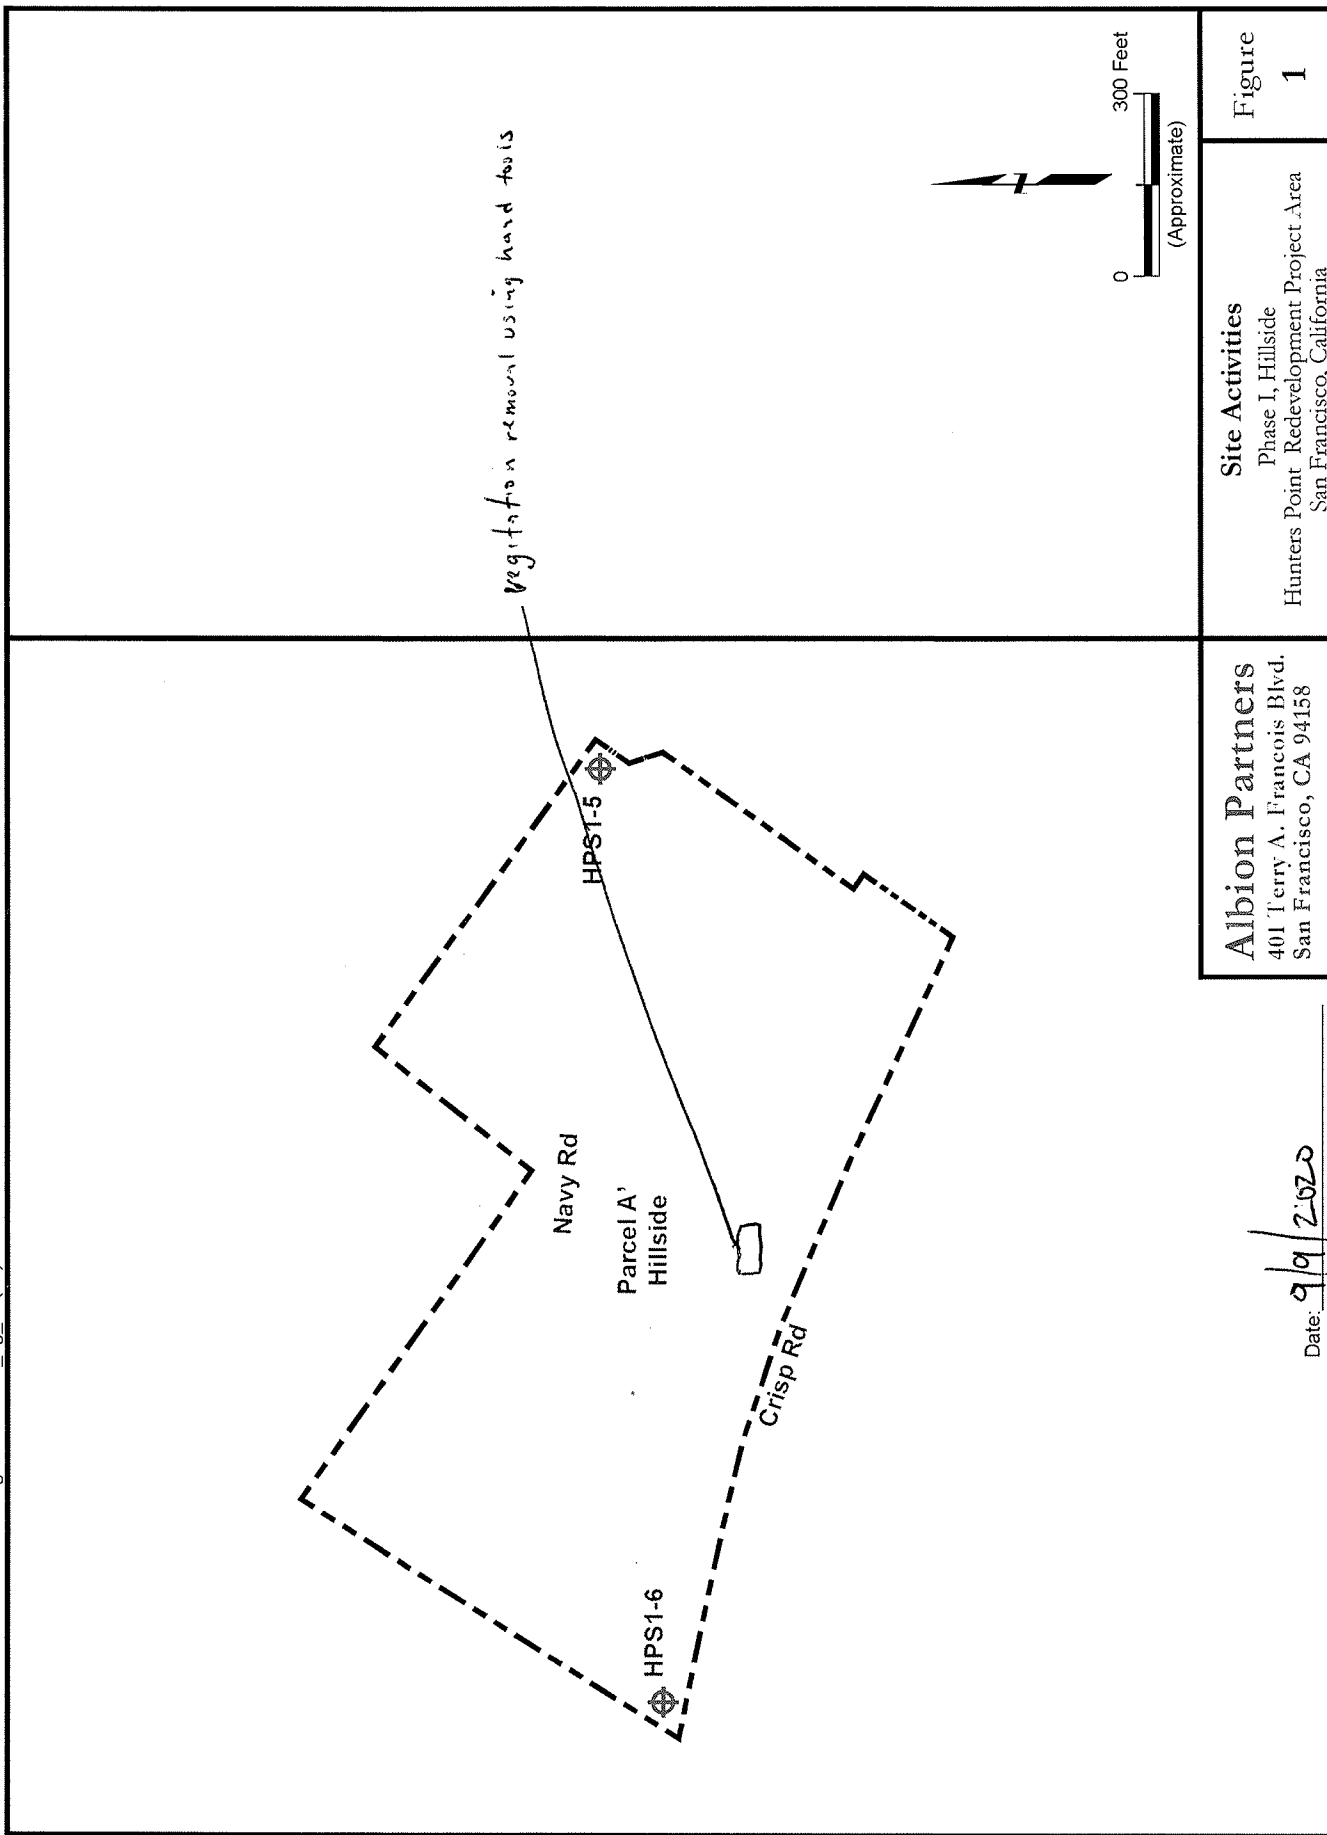 vegitation removal using hand tools
HPS1-5
Navy Rd
Parcel A'
Hillside
HPS1-6
Crisp Rd
0 300 Feet
(Approximate)
Date: 9/9/2020
Albion Partners
401 Terry A. Francois Blvd.
San Francisco, CA 94158
Site Activities
Phase I, Hillside
Hunters Point Redevelopment Project Area
San Francisco, California
Figure
1